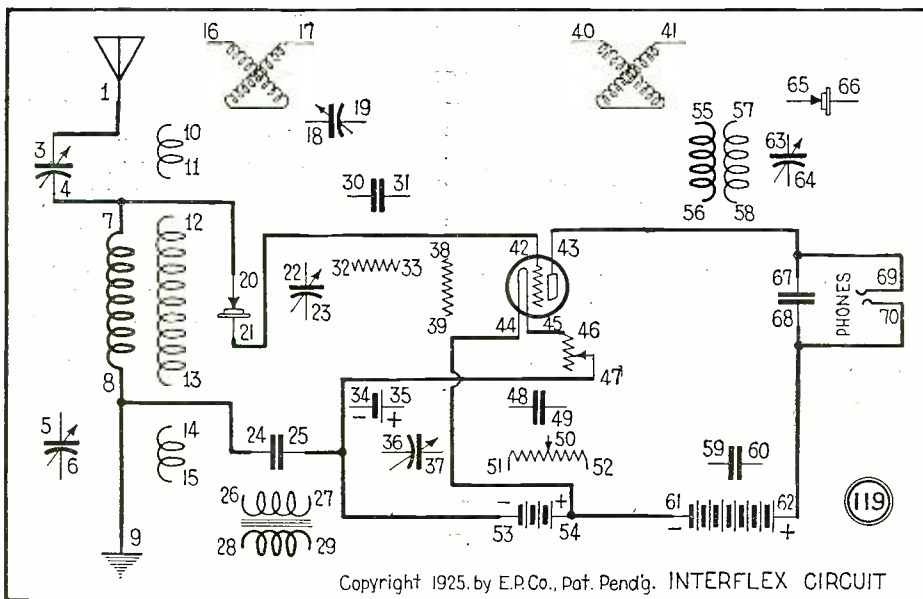 16 17 40 41
1 65 66
19
18
10 55 57
3 11 63
4 30 31 64
7 12 56 58
38 42 43
20 22 32 33 67 69
23 68 70
PHONES
21 39 44 45 46
8 13 47
34 35 48
- + 49
5 14 24 25 36 50 59 60
6 15 37 51 52
26 27 - + 61 62
53 54 - +
9 28 29
119
Copyright 1925. by E.P.Co., Pat. Pend'g. INTERFLEX CIRCUIT